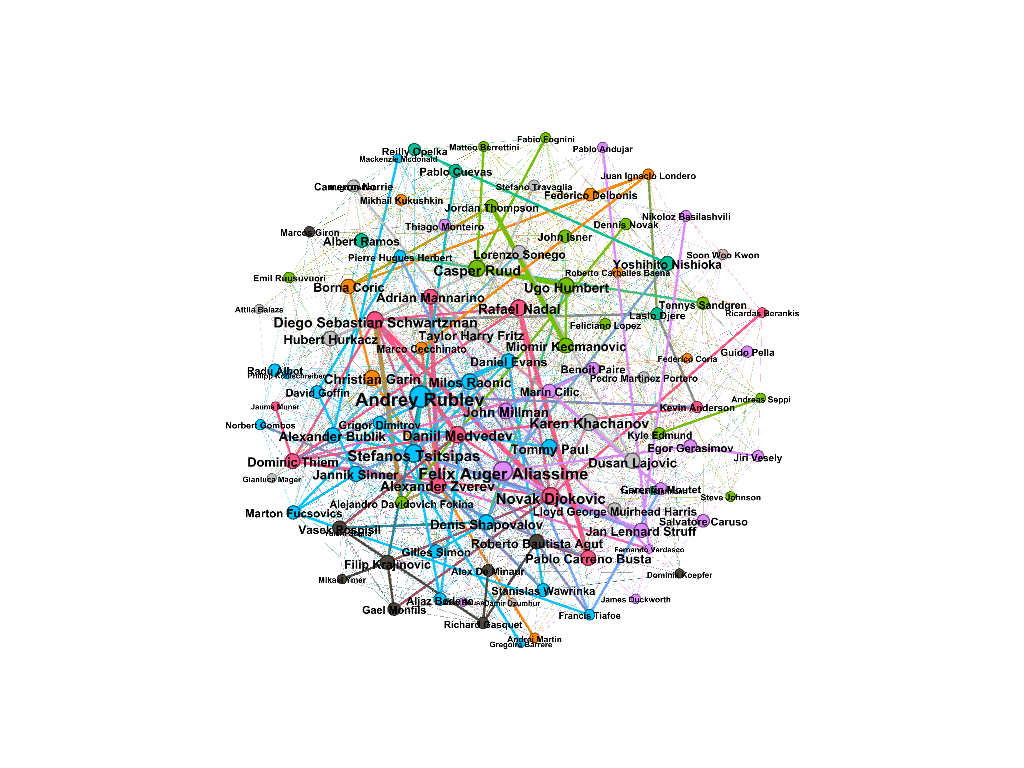 Fabio Fognini
Matteo Berrettini
Pablo Andujar
Reilly Opelka
Mackenzie Mcdonald
Pablo Cuevas
Juan Ignacio Londero
Cameron Norrie
Stefano Travaglia
Federico Delbonis
Mikhail Kukushkin
Jordan Thompson
Nikoloz Basilashvili
Thiago Monteiro
Dennis Novak
Marcos Giron
Albert Ramos
John Isner
Lorenzo Sonego
Soon Woo Kwon
Pierre Hugues Herbert
Yoshihito Nishioka
Casper Ruud
Roberto Carballes Baena
Emil Ruusuvuori
Borna Coric
Ugo Humbert
Adrian Mannarino
Tennys Sandgren
Attila Balazs
Rafael Nadal
Laslo Djere
Ricardas Berankis
Diego Sebastian Schwartzman
Feliciano Lopez
Taylor Harry Fritz
Hubert Hurkacz
Miomir Kecmanovic
Marco Cecchinato
Guido Pella
Federico Coria
Daniel Evans
Radu Albot
Benoit Paire
Philipp Kohlschreiber
Pedro Martinez Portero
Christian Garin
Milos Raonic
David Goffin
Marin Cilic
Andrey Rublev
Andreas Seppi
Jaume Munar
Kevin Anderson
John Millman
Norbert Gombos
Grigor Dimitrov
Karen Khachanov
Alexander Bublik
Daniil Medvedev
Kyle Edmund
Egor Gerasimov
Tommy Paul
Stefanos Tsitsipas
Jiri Vesely
Dominic Thiem
Dusan Lajovic
Jannik Sinner
Felix Auger Aliassime
Gianluca Mager
Alexander Zverev
Corentin Moutet
Novak Djokovic
Steve Johnson
Alejandro Davidovich Fokina
Marton Fucsovics
Lloyd George Muirhead Harris
Salvatore Caruso
Denis Shapovalov
Vasek Pospisil
Jan Lennard Struff
Roberto Bautista Agut
Fernando Verdasco
Gilles Simon
Pablo Carreno Busta
Filip Krajinovic
Alex De Minaur
Dominik Koepfer
Mikael Ymer
Stanislas Wawrinka
James Duckworth
Aljaz Bedene
Damir Dzumhur
Gael Monfils
Francis Tiafoe
Richard Gasquet
Andrej Martin
Gregoire Barrere